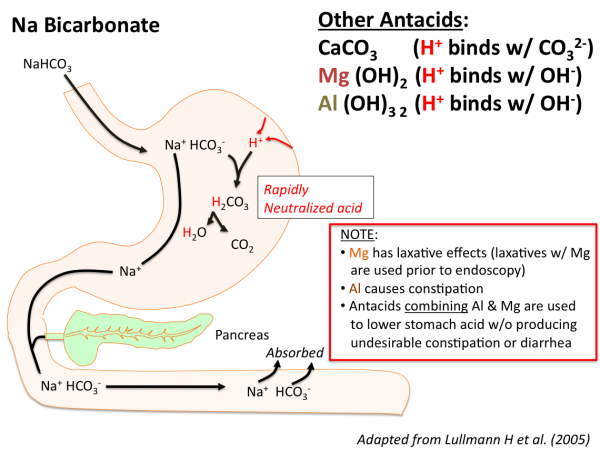 Na Bicarbonate
Other Antacids:
CaCO₃ (H⁺ binds w/ CO₃²⁻)
Mg (OH)₂ (H⁺ binds w/ OH⁻)
Al (OH)₃ ₂ (H⁺ binds w/ OH⁻)
NaHCO₃
Na⁺ HCO₃⁻
H⁺
H₂CO₃
H₂O
CO₂
Rapidly
Neutralized acid
NOTE:
• Mg has laxative effects (laxatives w/ Mg
are used prior to endoscopy)
• Al causes constipation
• Antacids combining Al & Mg are used
to lower stomach acid w/o producing
undesirable constipation or diarrhea
Na⁺
Pancreas
Absorbed
Na⁺ HCO₃⁻
Na⁺ HCO₃⁻
Adapted from Lullmann H et al. (2005)